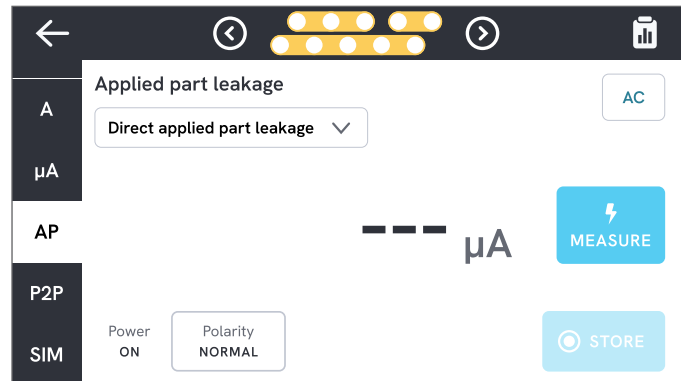 Applied part leakage
AC
Direct applied part leakage
A
µA
AP
P2P
SIM
--- µA
MEASURE
Power
ON
Polarity
NORMAL
STORE